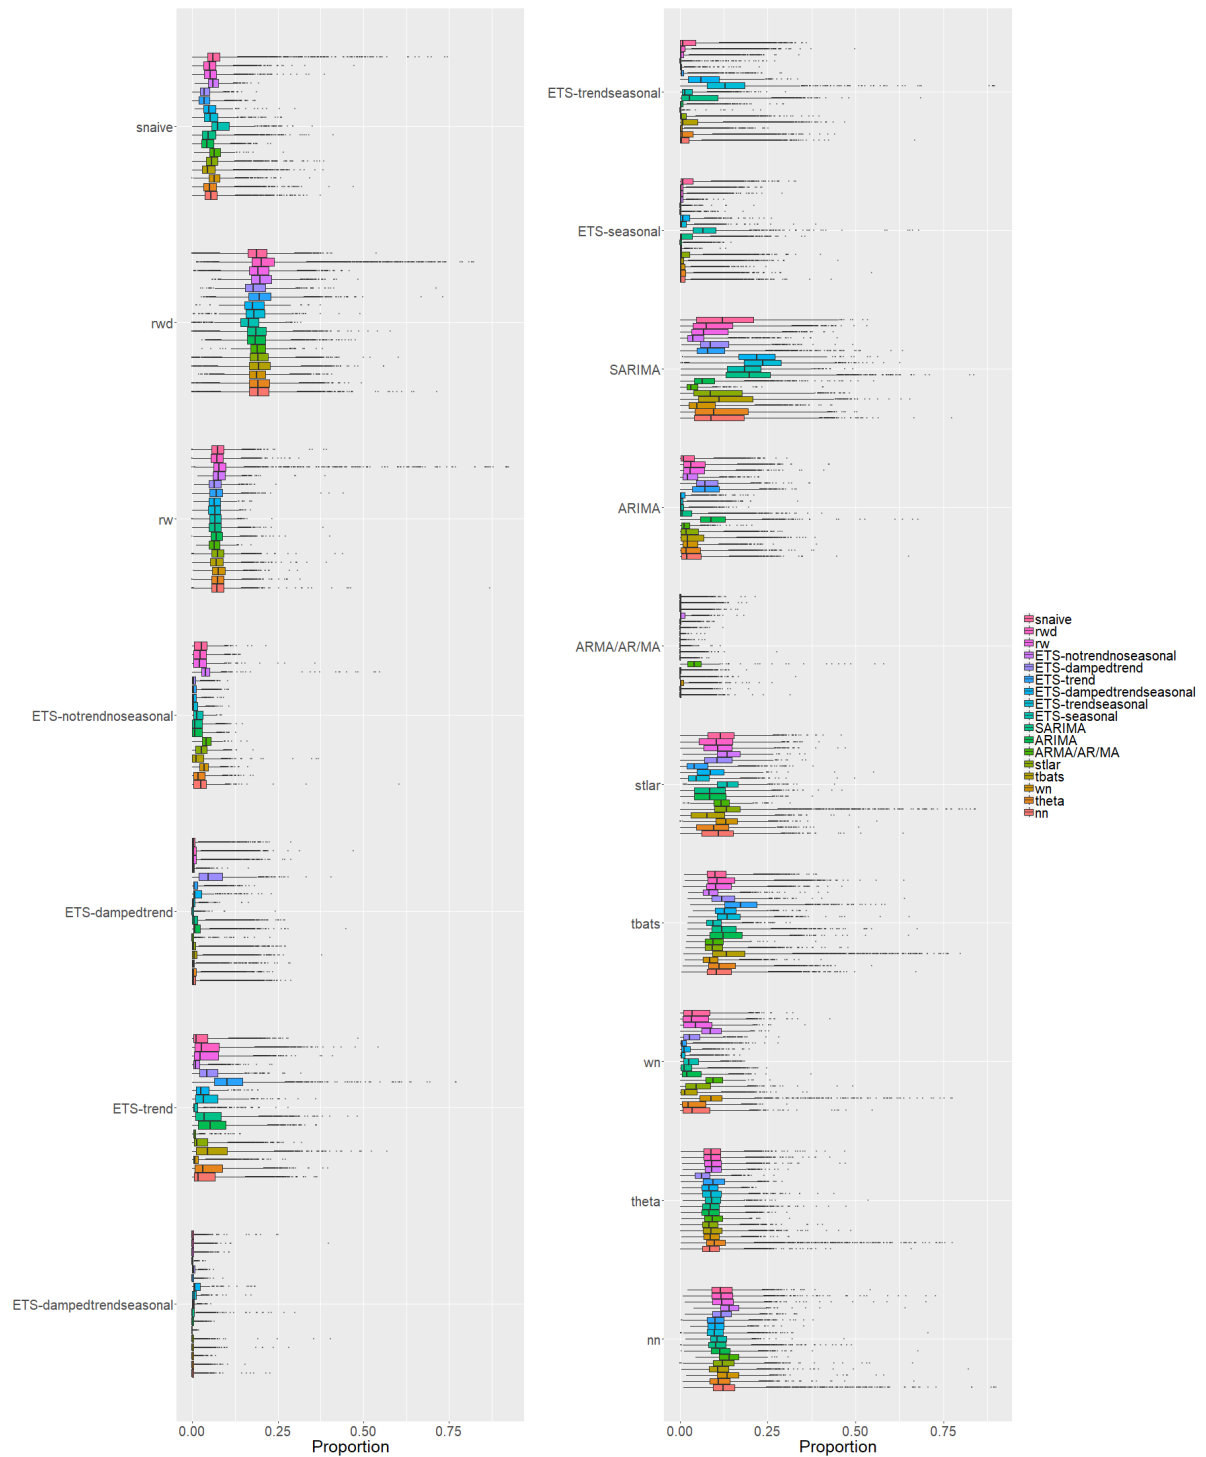 snaive
rwd
rw
ETS-notrendnoseasonal
ETS-dampedtrend
ETS-trend
ETS-dampedtrendseasonal
0.00 0.25 0.50 0.75
Proportion
ETS-trendseasonal
ETS-seasonal
SARIMA
ARIMA
ARMA/AR/MA
stlar
tbats
wn
theta
nn
0.00 0.25 0.50 0.75
Proportion
snaive
rwd
rw
ETS-notrendnoseasonal
ETS-dampedtrend
ETS-trend
ETS-dampedtrendseasonal
ETS-trendseasonal
ETS-seasonal
SARIMA
ARIMA
ARMA/AR/MA
stlar
tbats
wn
theta
nn